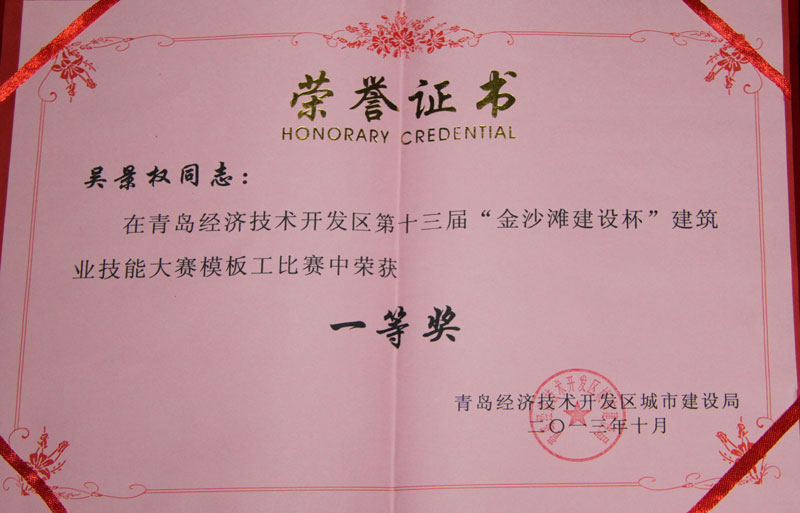 荣誉证书
HONORARY CREDENTIAL
吴景权同志：
在青岛经济技术开发区第十三届“金沙滩建设杯”建筑
业技能大赛模板工比赛中荣获
一等奖
青岛经济技术开发区城市建设局
二〇一三年十月